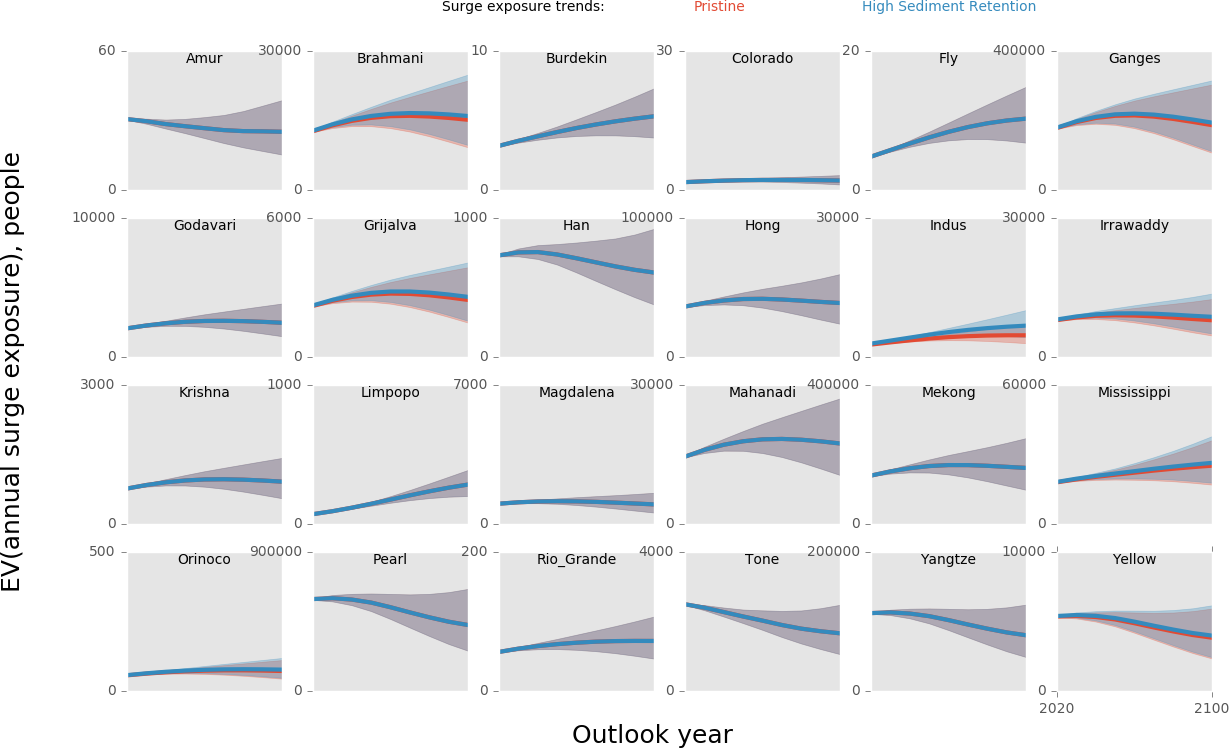 Surge exposure trends: Pristine High Sediment Retention
EV(annual surge exposure), people
60 Amur 30000 Brahmani 10 Burdekin 30 Colorado 20 Fly 400000 Ganges
0 0 0 0 0 0
10000 Godavari 6000 Grijalva 1000 Han 100000 Hong 30000 Indus 30000 Irrawaddy
0 0 0 0 0 0
3000 Krishna 1000 Limpopo 7000 Magdalena 30000 Mahanadi 400000 Mekong 60000 Mississippi
0 0 0 0 0 0
500 Orinoco 900000 Pearl 200 Rio_Grande 4000 Tone 200000 Yangtze 10000 Yellow
0 0 0 0 0 0
2020 2100
Outlook year